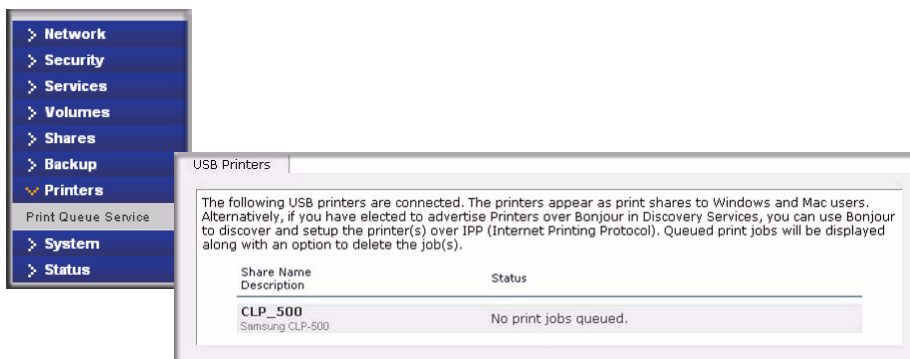 Network
Security
Services
Volumes
Shares
Backup
Printers
Print Queue Service
System
Status
USB Printers
The following USB printers are connected. The printers appear as print shares to Windows and Mac users.
Alternatively, if you have elected to advertise Printers over Bonjour in Discovery Services, you can use Bonjour
to discover and setup the printer(s) over IPP (Internet Printing Protocol). Queued print jobs will be displayed
along with an option to delete the job(s).
Share Name
Description
Status
CLP_500
Samsung CLP-500
No print jobs queued.